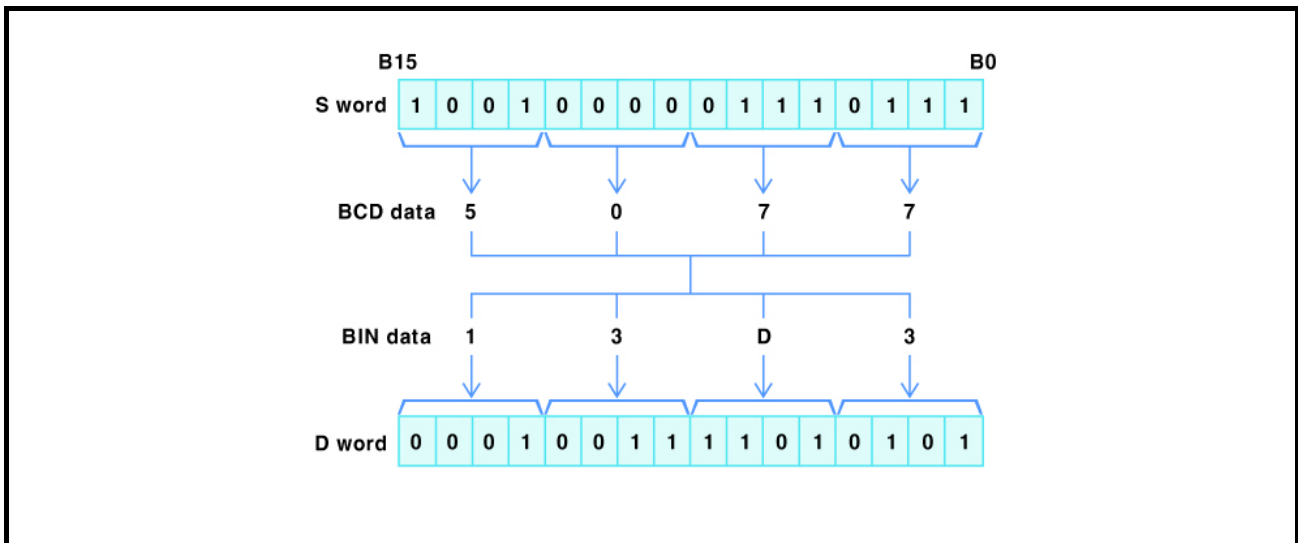 B15 B0
S word 1 0 0 1 0 0 0 0 0 1 1 1 0 1 1 1
BCD data 5 0 7 7
BIN data 1 3 D 3
D word 0 0 0 1 0 0 1 1 1 1 0 1 0 1 0 1